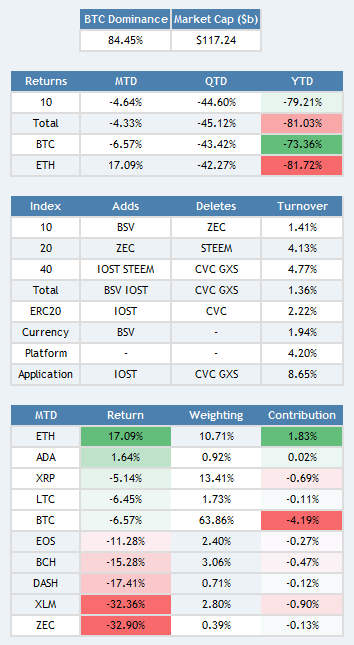 BTC Dominance Market Cap ($b)
84.45% $117.24
Returns MTD QTD YTD
10 -4.64% -44.60% -79.21%
Total -4.33% -45.12% -81.03%
BTC -6.57% -43.42% -73.36%
ETH 17.09% -42.27% -81.72%
Index Adds Deletes Turnover
10 BSV ZEC 1.41%
20 ZEC STEEM 4.13%
40 IOST STEEM CVC GXS 4.77%
Total BSV IOST CVC GXS 1.36%
ERC20 IOST CVC 2.22%
Currency BSV - 1.94%
Platform - - 4.20%
Application IOST CVC GXS 8.65%
MTD Return Weighting Contribution
ETH 17.09% 10.71% 1.83%
ADA 1.64% 0.92% 0.02%
XRP -5.14% 13.41% -0.69%
LTC -6.45% 1.73% -0.11%
BTC -6.57% 63.86% -4.19%
EOS -11.28% 2.40% -0.27%
BCH -15.28% 3.06% -0.47%
DASH -17.41% 0.71% -0.12%
XLM -32.36% 2.80% -0.90%
ZEC -32.90% 0.39% -0.13%